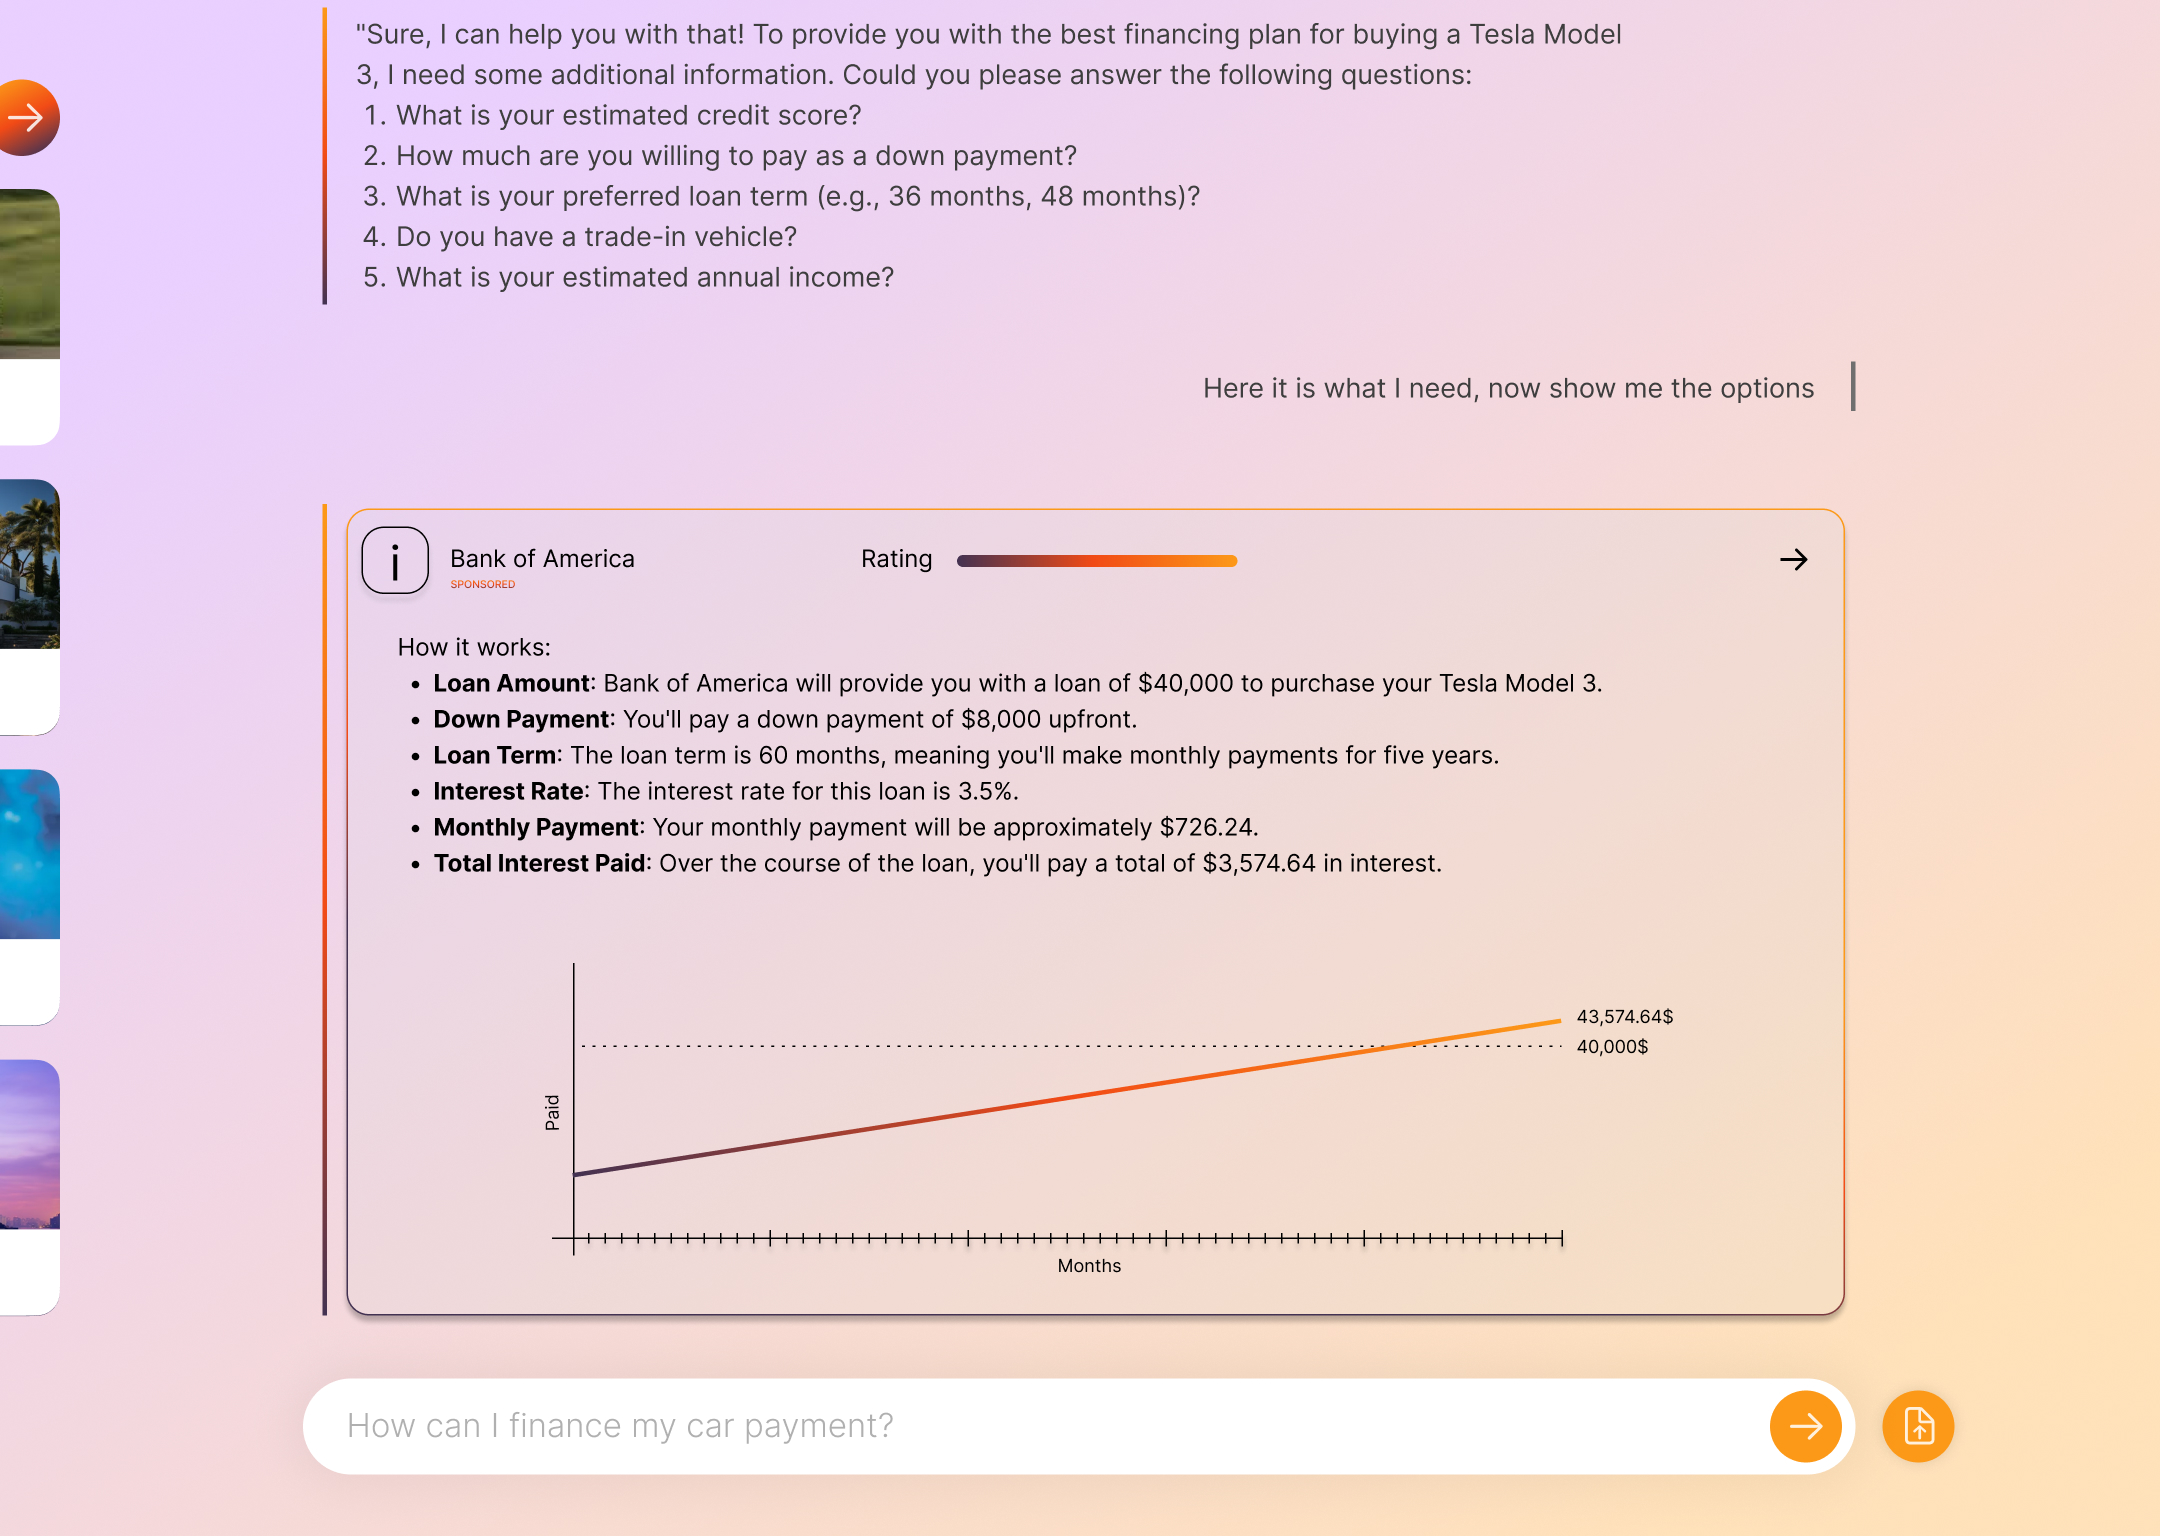 "Sure, I can help you with that! To provide you with the best financing plan for buying a Tesla Model
3, I need some additional information. Could you please answer the following questions:
1. What is your estimated credit score?
2. How much are you willing to pay as a down payment?
3. What is your preferred loan term (e.g., 36 months, 48 months)?
4. Do you have a trade-in vehicle?
5. What is your estimated annual income?
Here it is what I need, now show me the options
i
Bank of America
SPONSORED
Rating
How it works:
• Loan Amount: Bank of America will provide you with a loan of $40,000 to purchase your Tesla Model 3.
• Down Payment: You'll pay a down payment of $8,000 upfront.
• Loan Term: The loan term is 60 months, meaning you'll make monthly payments for five years.
• Interest Rate: The interest rate for this loan is 3.5%.
• Monthly Payment: Your monthly payment will be approximately $726.24.
• Total Interest Paid: Over the course of the loan, you'll pay a total of $3,574.64 in interest.
43,574.64$
40,000$
Paid
Months
How can I finance my car payment?